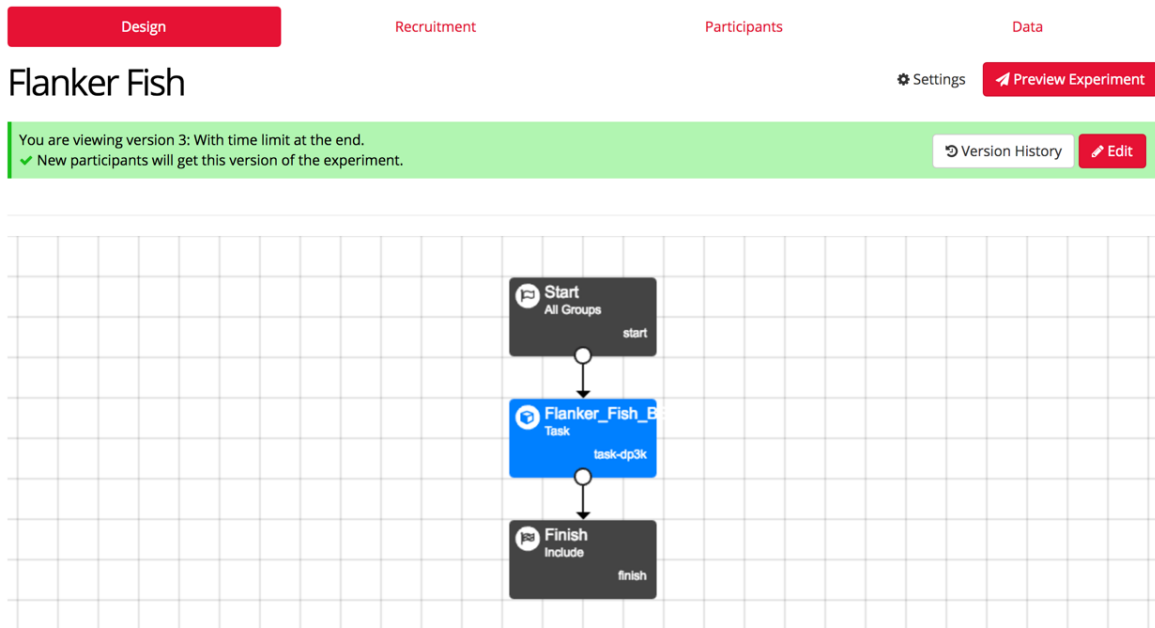 Design Recruitment Participants Data
Flanker Fish
Settings Preview Experiment
You are viewing version 3: With time limit at the end.
New participants will get this version of the experiment.
Version History Edit
Start
All Groups
start
Flanker_Fish_B
Task
task-dp3k
Finish
Include
finish